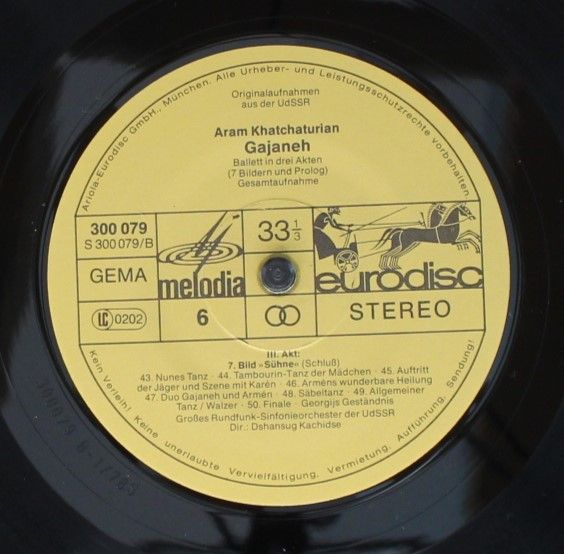 Ariola-Eurodisc GmbH., München. Alle Urheber- und Leistungsschutzrechte vorbehalten
Originalaufnahmen
aus der UdSSR
Aram Khatchaturian
Gajaneh
Ballett in drei Akten
(7 Bildern und Prolog)
Gesamtaufnahme
300 079
S 300 079/B
GEMA
LC 0202
melodia
6
33 1/3
eurodisc
STEREO
III. Akt:
7. Bild »Sühne« (Schluß)
43. Nunes Tanz · 44. Tambourin-Tanz der Mädchen · 45. Auftritt
der Jäger und Szene mit Karén · 46. Arméns wunderbare Heilung
47. Duo Gajaneh und Armén · 48. Säbeltanz · 49. Allgemeiner
Tanz / Walzer · 50. Finale - Georgijs Geständnis
Großes Rundfunk-Sinfonieorchester der UdSSR
Dir.: Dshansug Kachidse
Kein Verleih! Keine unerlaubte Vervielfältigung, Vermietung, Aufführung, Sendung!